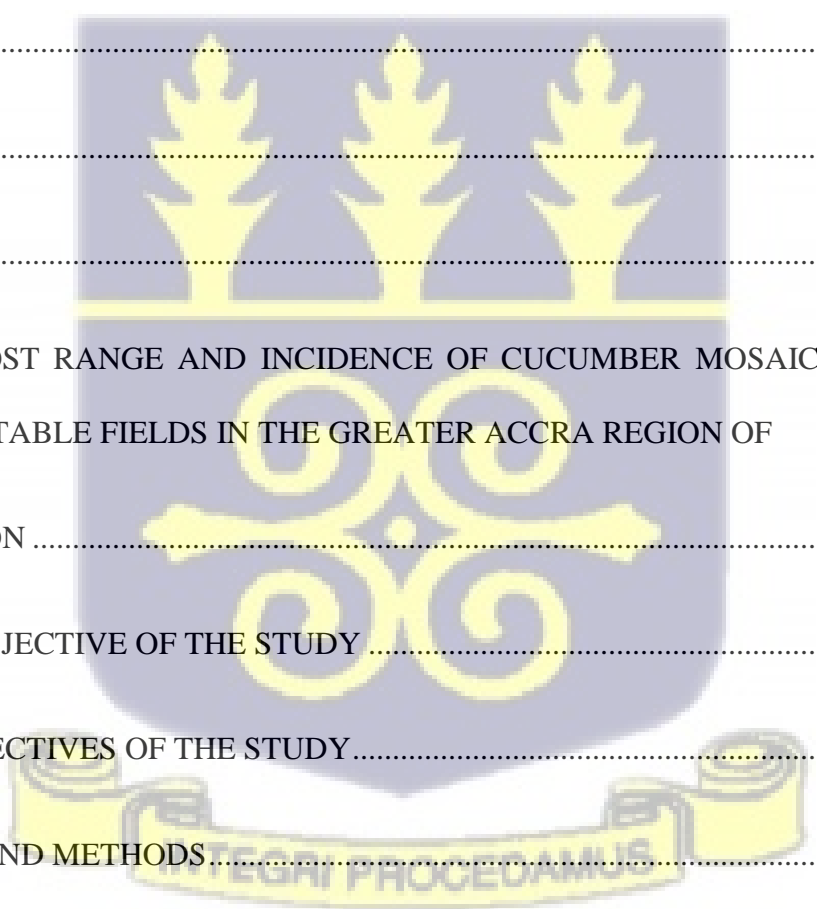 ....................................................................................................
....................................................................................................
....................................................................................................
OST RANGE AND INCIDENCE OF CUCUMBER MOSAIC
TABLE FIELDS IN THE GREATER ACCRA REGION OF
ON ....................................................................................................
JECTIVE OF THE STUDY ........................................................
ECTIVES OF THE STUDY..........................................................
ND METHODS..............................................................................
INTEGRI PROCEDAMUS